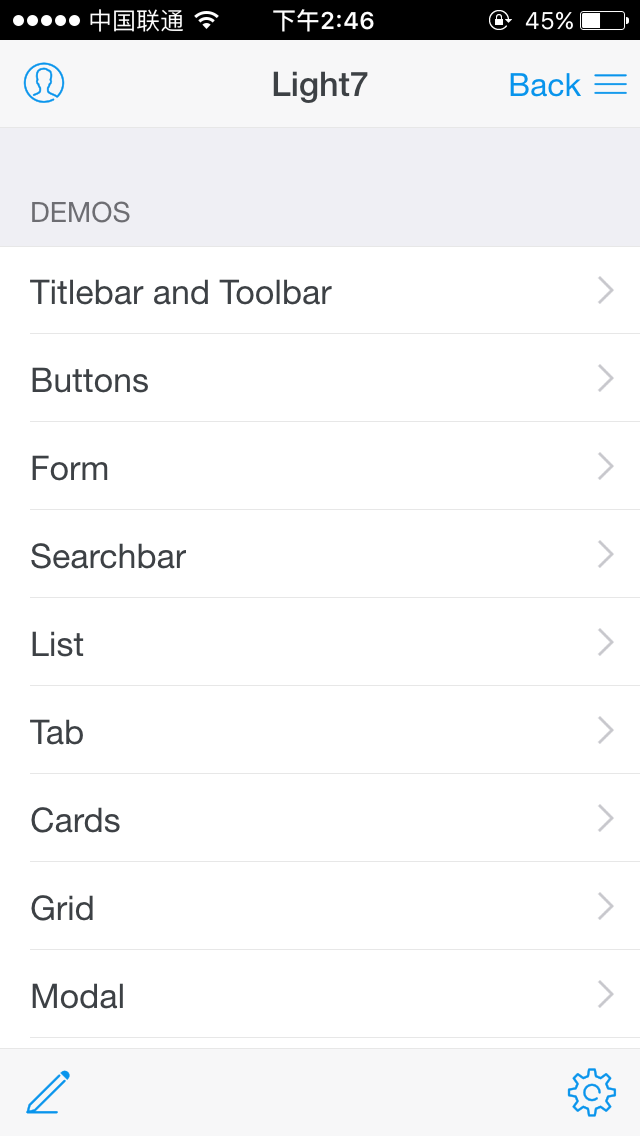 中国联通 下午2:46 45%
Light7 Back
DEMOS
Titlebar and Toolbar
Buttons
Form
Searchbar
List
Tab
Cards
Grid
Modal